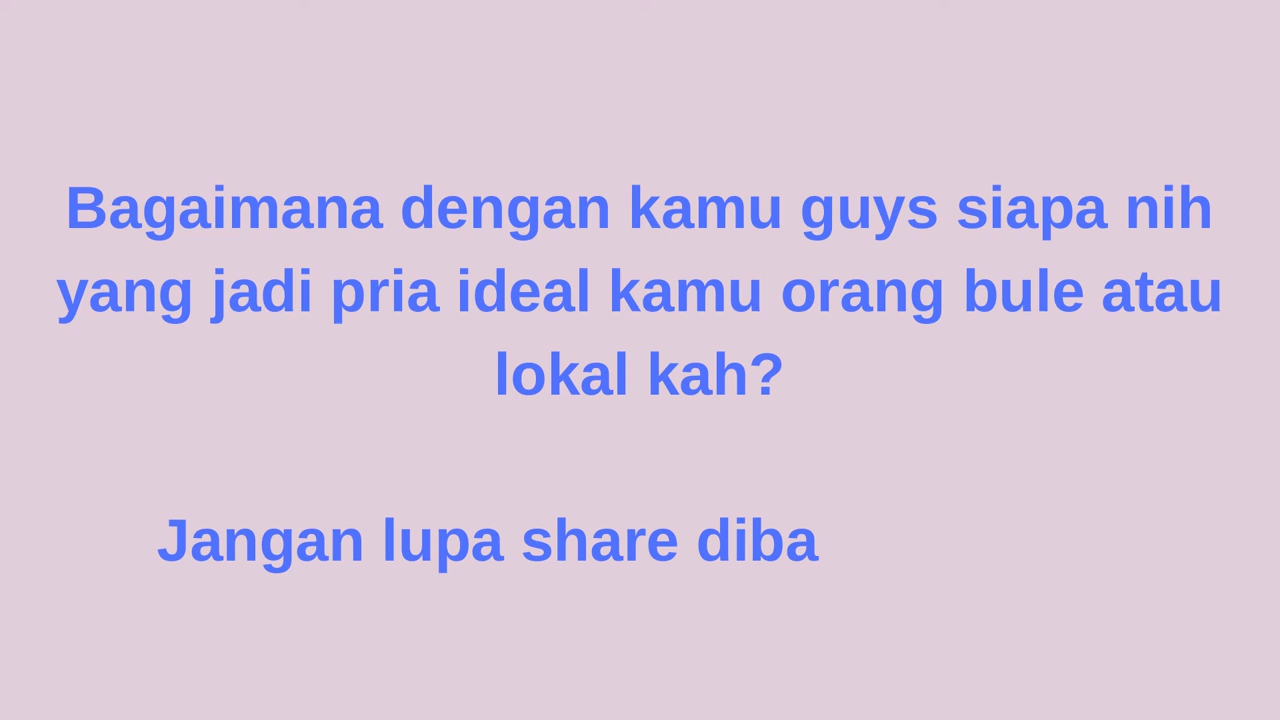 Bagaimana dengan kamu guys siapa nih
yang jadi pria ideal kamu orang bule atau
lokal kah?
Jangan lupa share diba